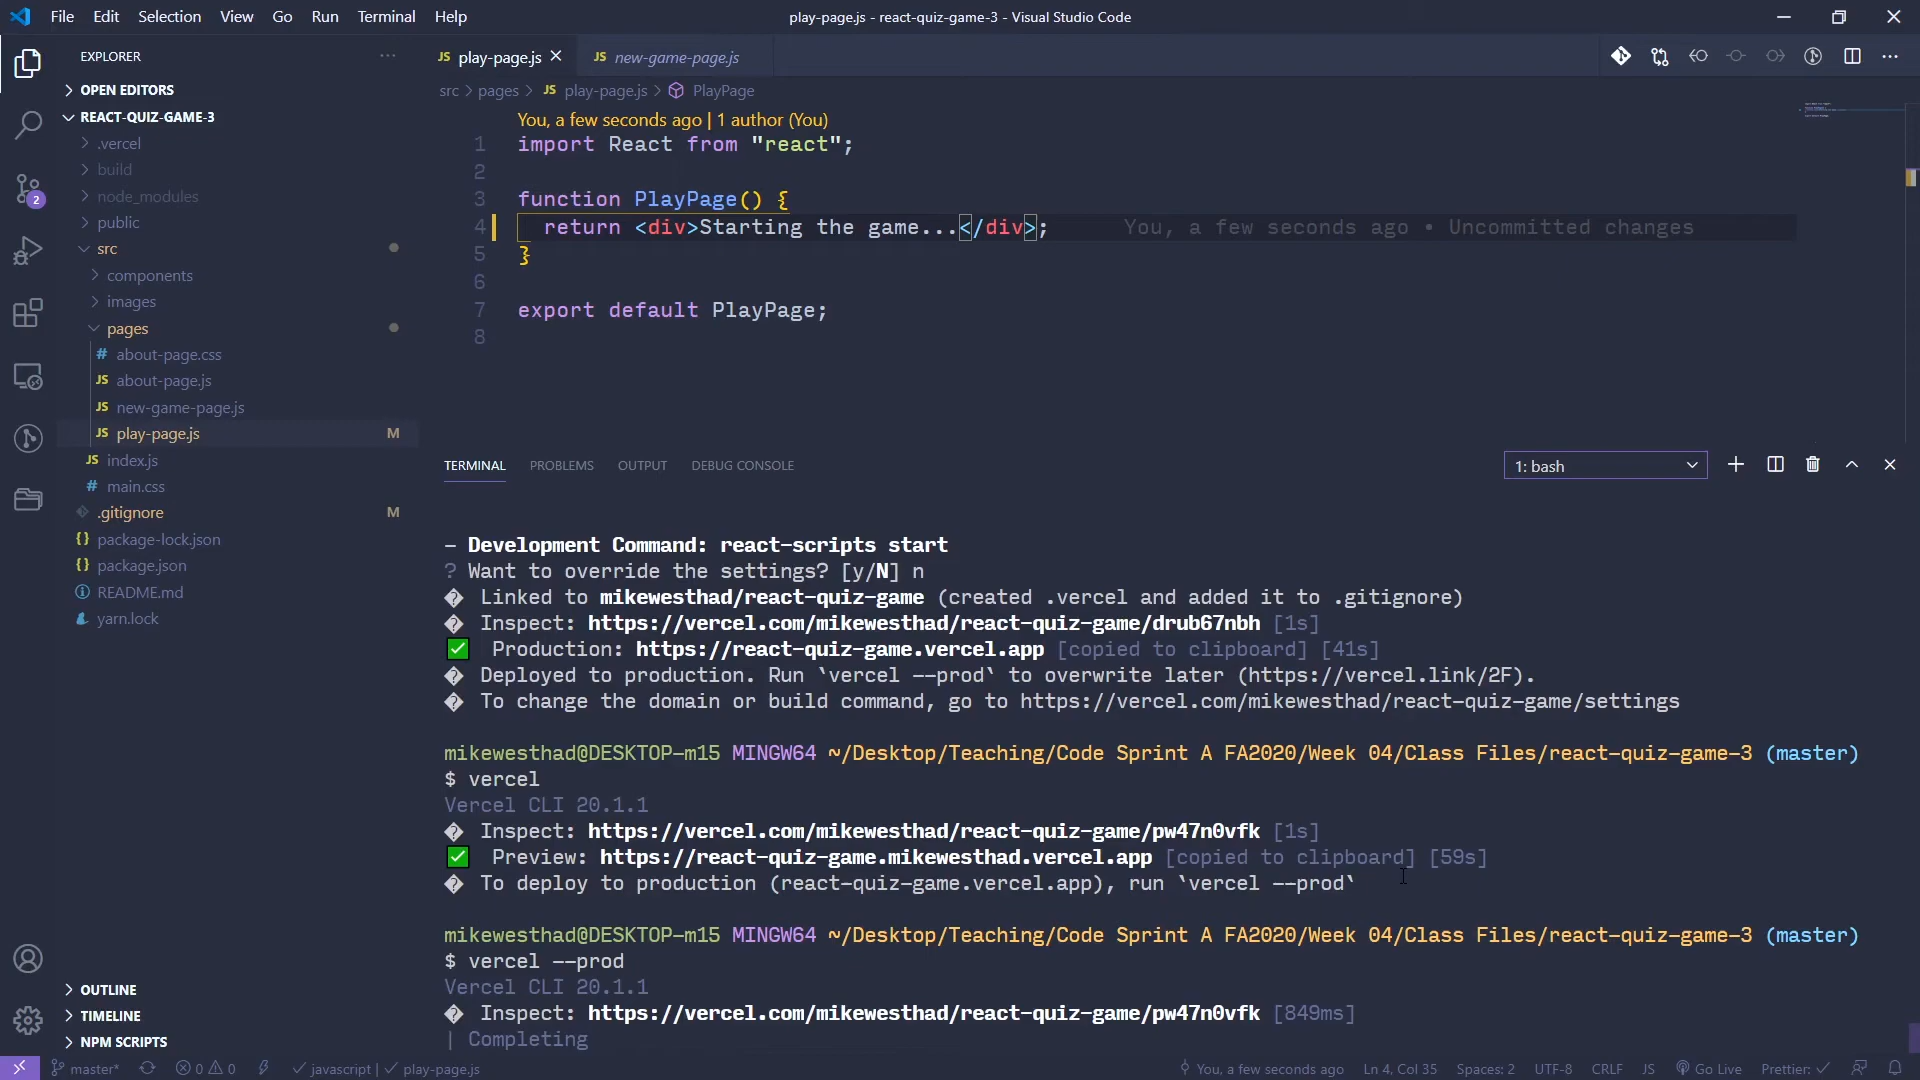 File Edit Selection View Go Run Terminal Help
play-page.js - react-quiz-game-3 - Visual Studio Code
EXPLORER
OPEN EDITORS
REACT-QUIZ-GAME-3
.vercel
build
node_modules
public
src
components
images
pages
# about-page.css
JS about-page.js
JS new-game-page.js
JS play-page.js M
JS index.js
# main.css
.gitignore M
{} package-lock.json
{} package.json
README.md
yarn.lock
OUTLINE
TIMELINE
NPM SCRIPTS
2
JS play-page.js
JS new-game-page.js
src > pages > JS play-page.js > PlayPage
You, a few seconds ago | 1 author (You)
1 import React from "react";
2
3 function PlayPage() {
4 return <div>Starting the game...</div>; You, a few seconds ago • Uncommitted changes
5 }
6
7 export default PlayPage;
8
TERMINAL PROBLEMS OUTPUT DEBUG CONSOLE
1: bash
– Development Command: react-scripts start
? Want to override the settings? [y/N] n
� Linked to mikewesthad/react-quiz-game (created .vercel and added it to .gitignore)
� Inspect: https://vercel.com/mikewesthad/react-quiz-game/drub67nbh [1s]
✅ Production: https://react-quiz-game.vercel.app [copied to clipboard] [41s]
� Deployed to production. Run `vercel --prod` to overwrite later (https://vercel.link/2F).
� To change the domain or build command, go to https://vercel.com/mikewesthad/react-quiz-game/settings
mikewesthad@DESKTOP-m15 MINGW64 ~/Desktop/Teaching/Code Sprint A FA2020/Week 04/Class Files/react-quiz-game-3 (master)
$ vercel
Vercel CLI 20.1.1
� Inspect: https://vercel.com/mikewesthad/react-quiz-game/pw47n0vfk [1s]
✅ Preview: https://react-quiz-game.mikewesthad.vercel.app [copied to clipboard] [59s]
� To deploy to production (react-quiz-game.vercel.app), run `vercel --prod`
mikewesthad@DESKTOP-m15 MINGW64 ~/Desktop/Teaching/Code Sprint A FA2020/Week 04/Class Files/react-quiz-game-3 (master)
$ vercel --prod
Vercel CLI 20.1.1
� Inspect: https://vercel.com/mikewesthad/react-quiz-game/pw47n0vfk [849ms]
| Completing
master* 0 0 javascript | play-page.js You, a few seconds ago Ln 4, Col 35 Spaces: 2 UTF-8 CRLF JS Go Live Prettier: ✓